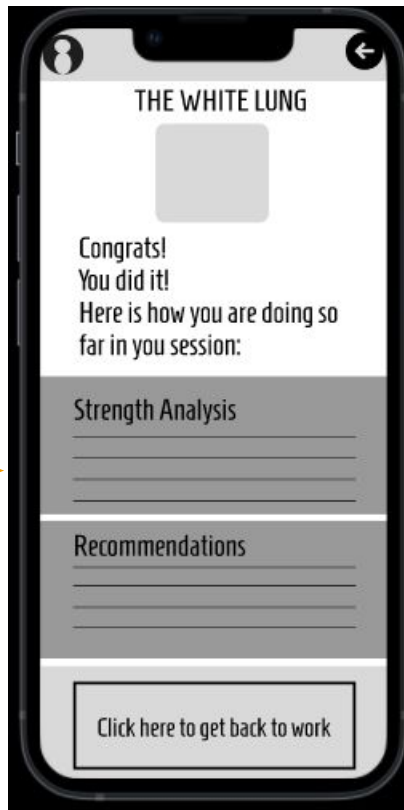 THE WHITE LUNG
Congrats!
You did it!
Here is how you are doing so
far in you session:
Strength Analysis
Recommendations
Click here to get back to work